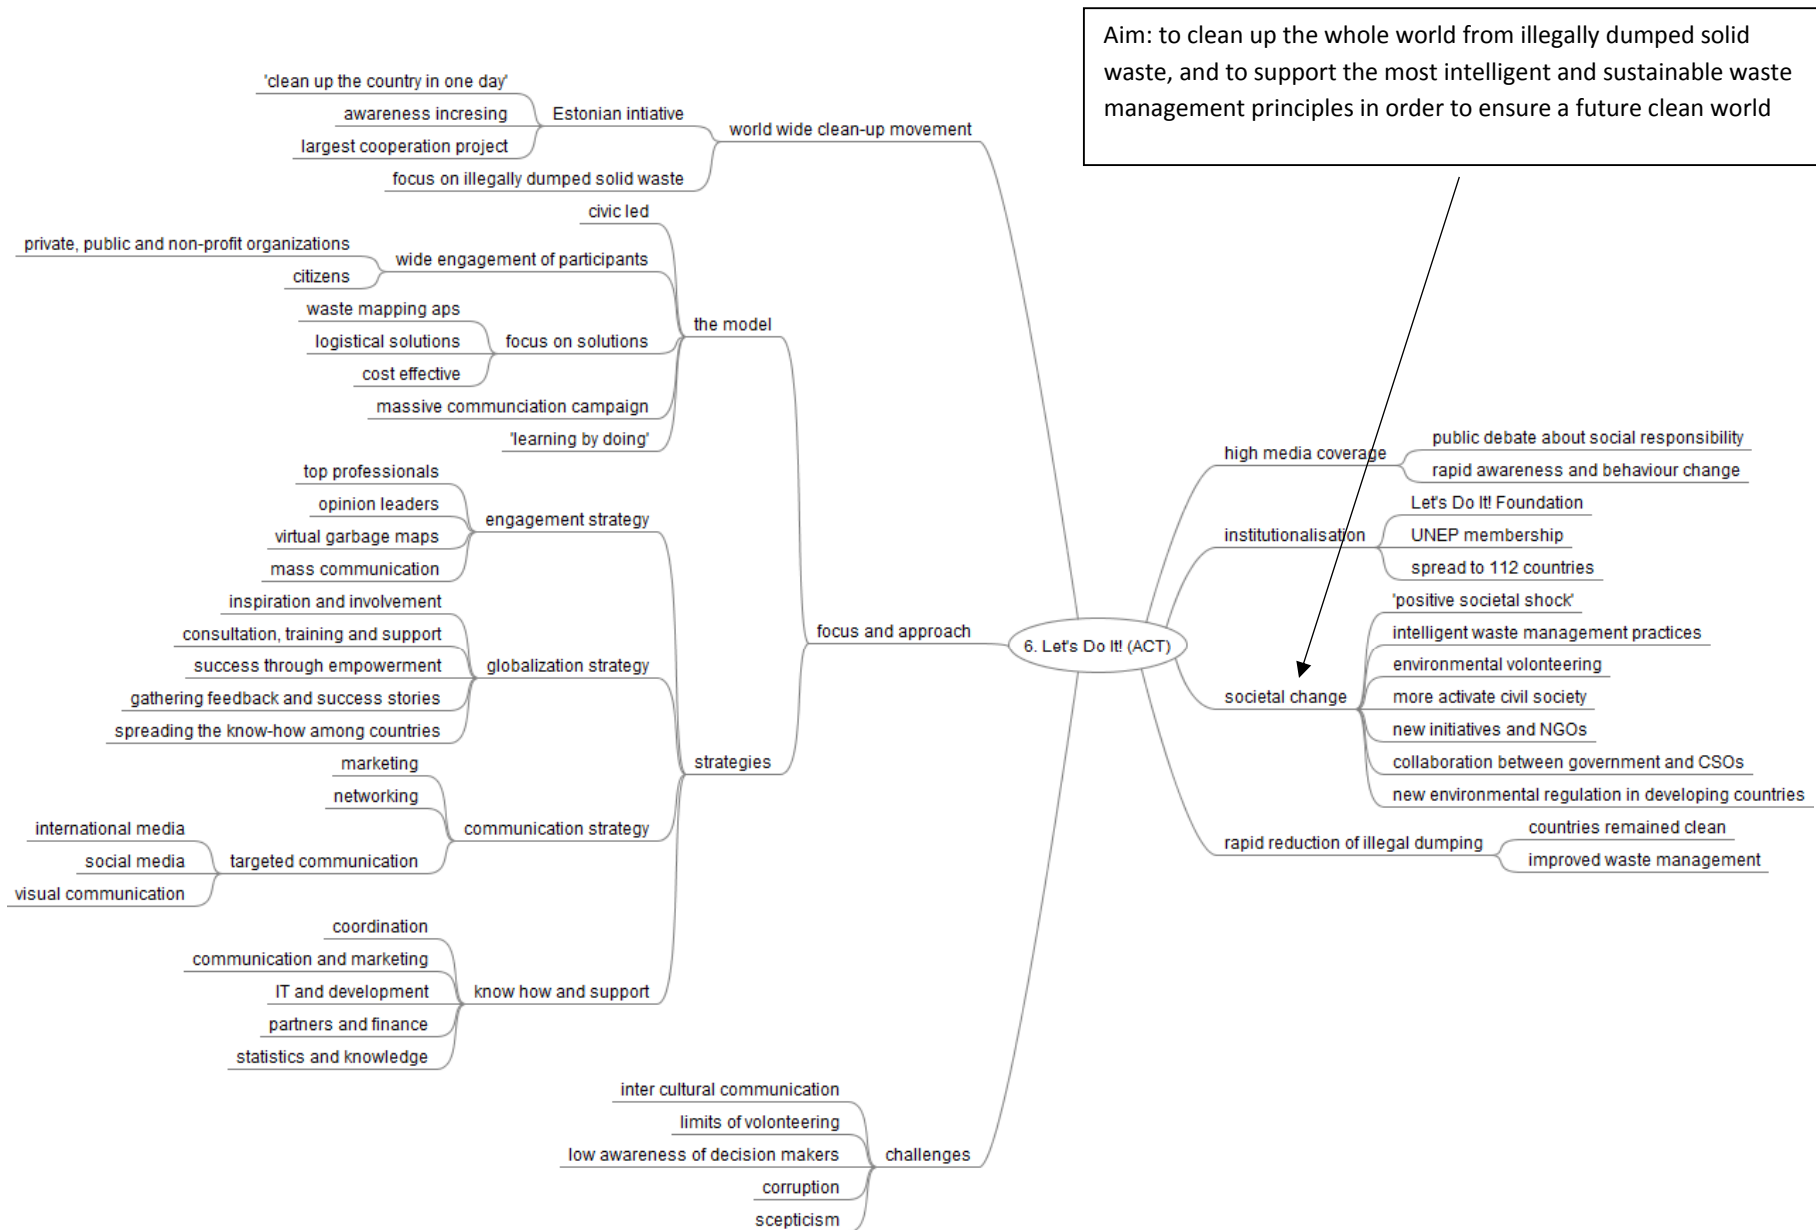 Aim: to clean up the whole world from illegally dumped solid
waste, and to support the most intelligent and sustainable waste
management principles in order to ensure a future clean world
'clean up the country in one day'
awareness incresing
largest cooperation project
Estonian intiative
focus on illegally dumped solid waste
world wide clean-up movement
civic led
private, public and non-profit organizations
citizens
wide engagement of participants
waste mapping aps
logistical solutions
cost effective
focus on solutions
massive communciation campaign
'learning by doing'
the model
top professionals
opinion leaders
virtual garbage maps
mass communication
engagement strategy
inspiration and involvement
consultation, training and support
success through empowerment
gathering feedback and success stories
spreading the know-how among countries
globalization strategy
marketing
networking
international media
social media
visual communication
targeted communication
communication strategy
coordination
communication and marketing
IT and development
partners and finance
statistics and knowledge
know how and support
strategies
focus and approach
inter cultural communication
limits of volonteering
low awareness of decision makers
corruption
scepticism
challenges
6. Let's Do It! (ACT)
high media coverage
public debate about social responsibility
rapid awareness and behaviour change
institutionalisation
Let's Do It! Foundation
UNEP membership
spread to 112 countries
societal change
'positive societal shock'
intelligent waste management practices
environmental volunteering
more activate civil society
new initiatives and NGOs
collaboration between government and CSOs
new environmental regulation in developing countries
rapid reduction of illegal dumping
countries remained clean
improved waste management